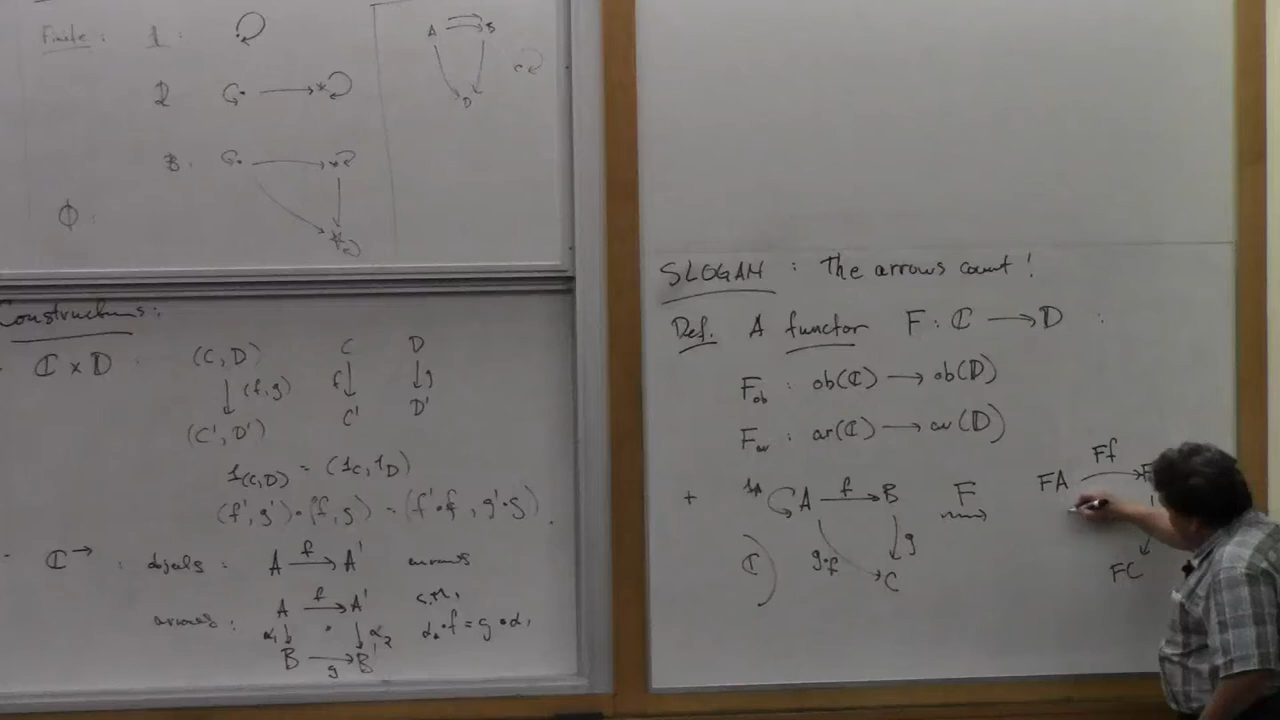 Finite : 1 :
2
3.
∅ :
A ⇉ B
D
C
Constructions :
ℂ × 𝔻
(C, D) C D
(f, g) f g
(C', D') C' D'
1(C,D) = (1C, 1D)
(f', g') ∘ (f, g) = (f'∘f, g'∘g).
ℂ→ : objects : A —f→ A' arrows
arrows : A —f→ A' s.th.
α₁ α₂ α₂∘f = g∘α₁
B —g→ B'
SLOGAN : The arrows count !
Def. A functor F : ℂ → 𝔻 :
Fob : ob(ℂ) → ob(𝔻)
Far : ar(ℂ) → ar(𝔻)
+ 1A A —f→ B F FA —Ff→ F
ℂ g∘f g
C FC